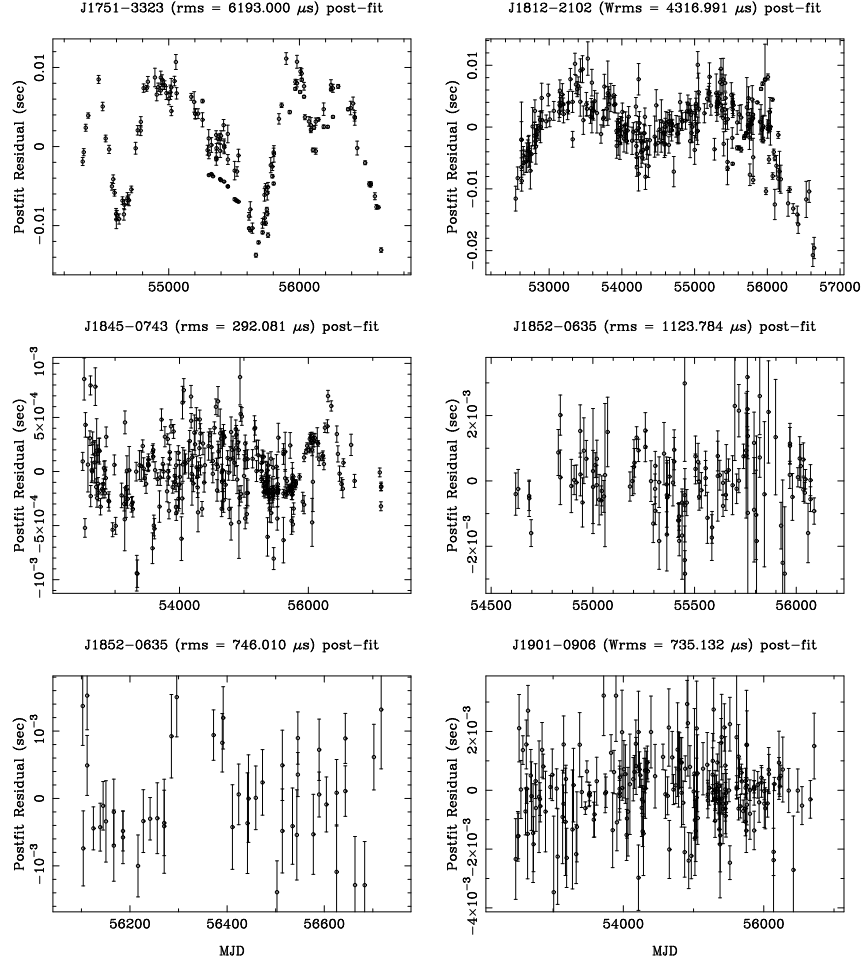 J1751−3323 (rms = 6193.000 μs) post−fit
J1812−2102 (Wrms = 4316.991 μs) post−fit
Postfit Residual (sec)
0.01
0
−0.01
55000
56000
Postfit Residual (sec)
0.01
0
−0.01
−0.02
53000
54000
55000
56000
57000
J1845−0743 (rms = 292.081 μs) post−fit
J1852−0635 (rms = 1123.784 μs) post−fit
Postfit Residual (sec)
10⁻³
5×10⁻⁴
0
−5×10⁻⁴
−10⁻³
54000
56000
Postfit Residual (sec)
2×10⁻³
0
−2×10⁻³
54500
55000
55500
56000
J1852−0635 (rms = 746.010 μs) post−fit
J1901−0906 (Wrms = 735.132 μs) post−fit
Postfit Residual (sec)
10⁻³
0
−10⁻³
56200
56400
56600
MJD
Postfit Residual (sec)
2×10⁻³
0
−2×10⁻³
−4×10⁻³
54000
56000
MJD